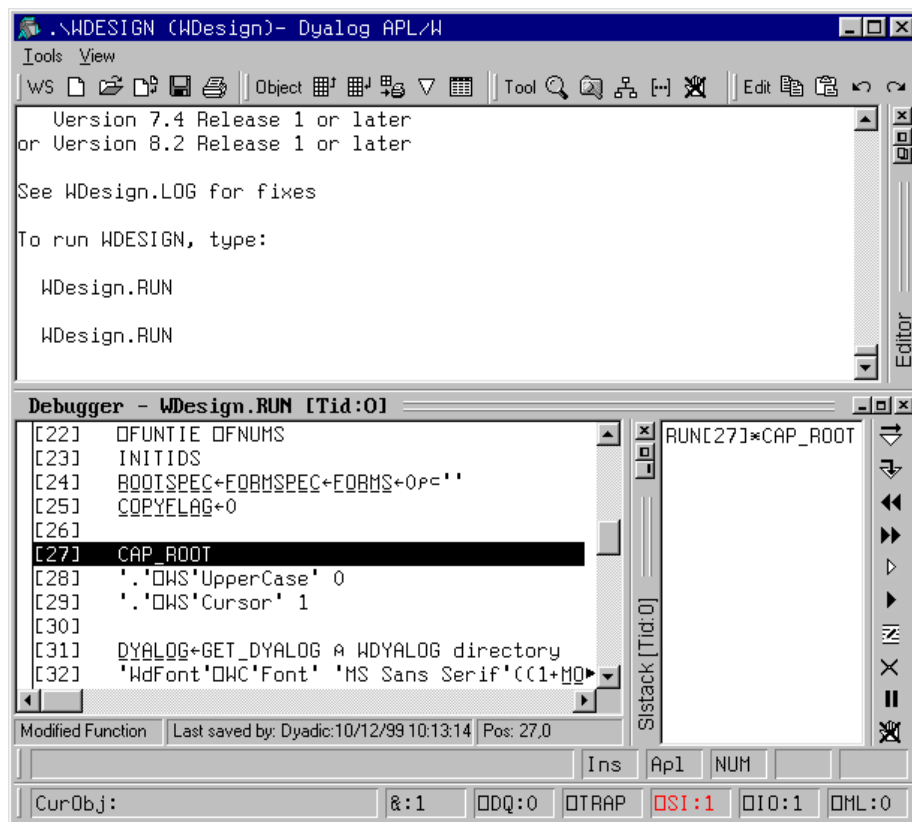 .\WDESIGN (WDesign)- Dyalog APL/W
Tools View
WS Object Tool Edit
Version 7.4 Release 1 or later
or Version 8.2 Release 1 or later
See WDesign.LOG for fixes
To run WDESIGN, type:
WDesign.RUN
WDesign.RUN
Editor
Debugger - WDesign.RUN [Tid:0]
[22] ⎕FUNTIE ⎕FNUMS
[23] INITIDS
[24] ROOTSPEC←FORMSPEC←FORMS←0⍴⊂''
[25] COPYFLAG←0
[26]
[27] CAP_ROOT
[28] '.'⎕WS'UpperCase' 0
[29] '.'⎕WS'Cursor' 1
[30]
[31] DYALOG←GET_DYALOG ⍝ WDYALOG directory
[32] 'WdFont'⎕WC'Font' 'MS Sans Serif'((1+MO
SIstack [Tid:0]
RUN[27]*CAP_ROOT
Modified Function Last saved by: Dyadic:10/12/99 10:13:14 Pos: 27,0
Ins Apl NUM
CurObj: &:1 ⎕DQ:0 ⎕TRAP ⎕SI:1 ⎕IO:1 ⎕ML:0